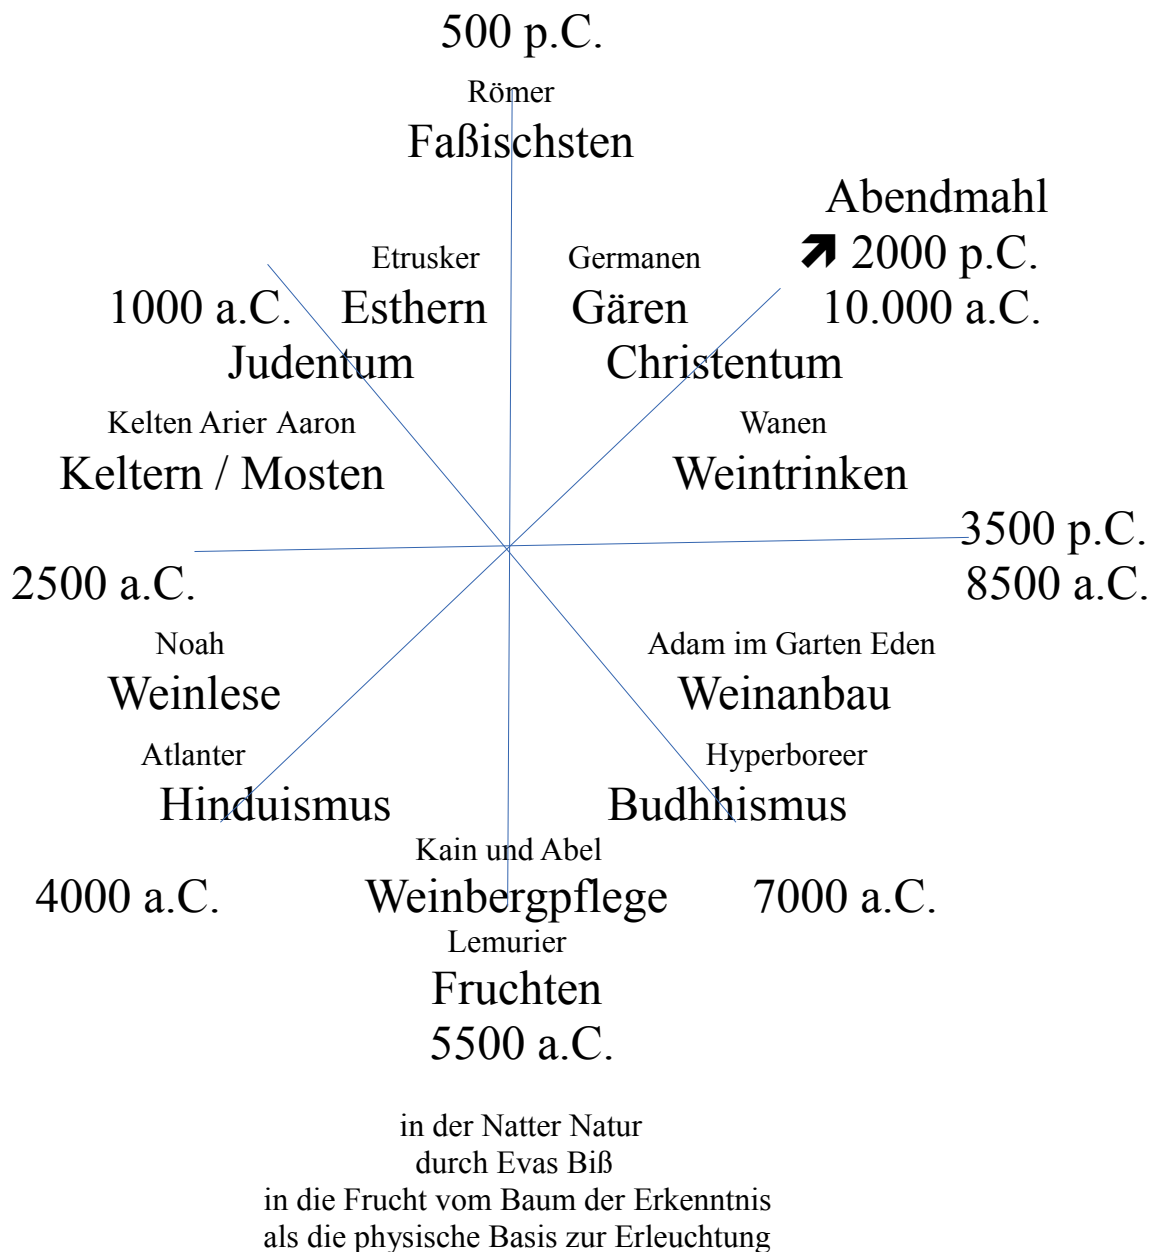 500 p.C.
Römer
Faßischsten
Abendmahl
Etrusker Germanen 2000 p.C.
1000 a.C. Esthern Gären 10.000 a.C.
Judentum Christentum
Kelten Arier Aaron Wanen
Keltern / Mosten Weintrinken
3500 p.C.
2500 a.C. 8500 a.C.
Noah Adam im Garten Eden
Weinlese Weinanbau
Atlanter Hyperboreer
Hinduismus Budhhismus
Kain und Abel
4000 a.C. Weinbergpflege 7000 a.C.
Lemurier
Fruchten
5500 a.C.
in der Natter Natur
durch Evas Biß
in die Frucht vom Baum der Erkenntnis
als die physische Basis zur Erleuchtung